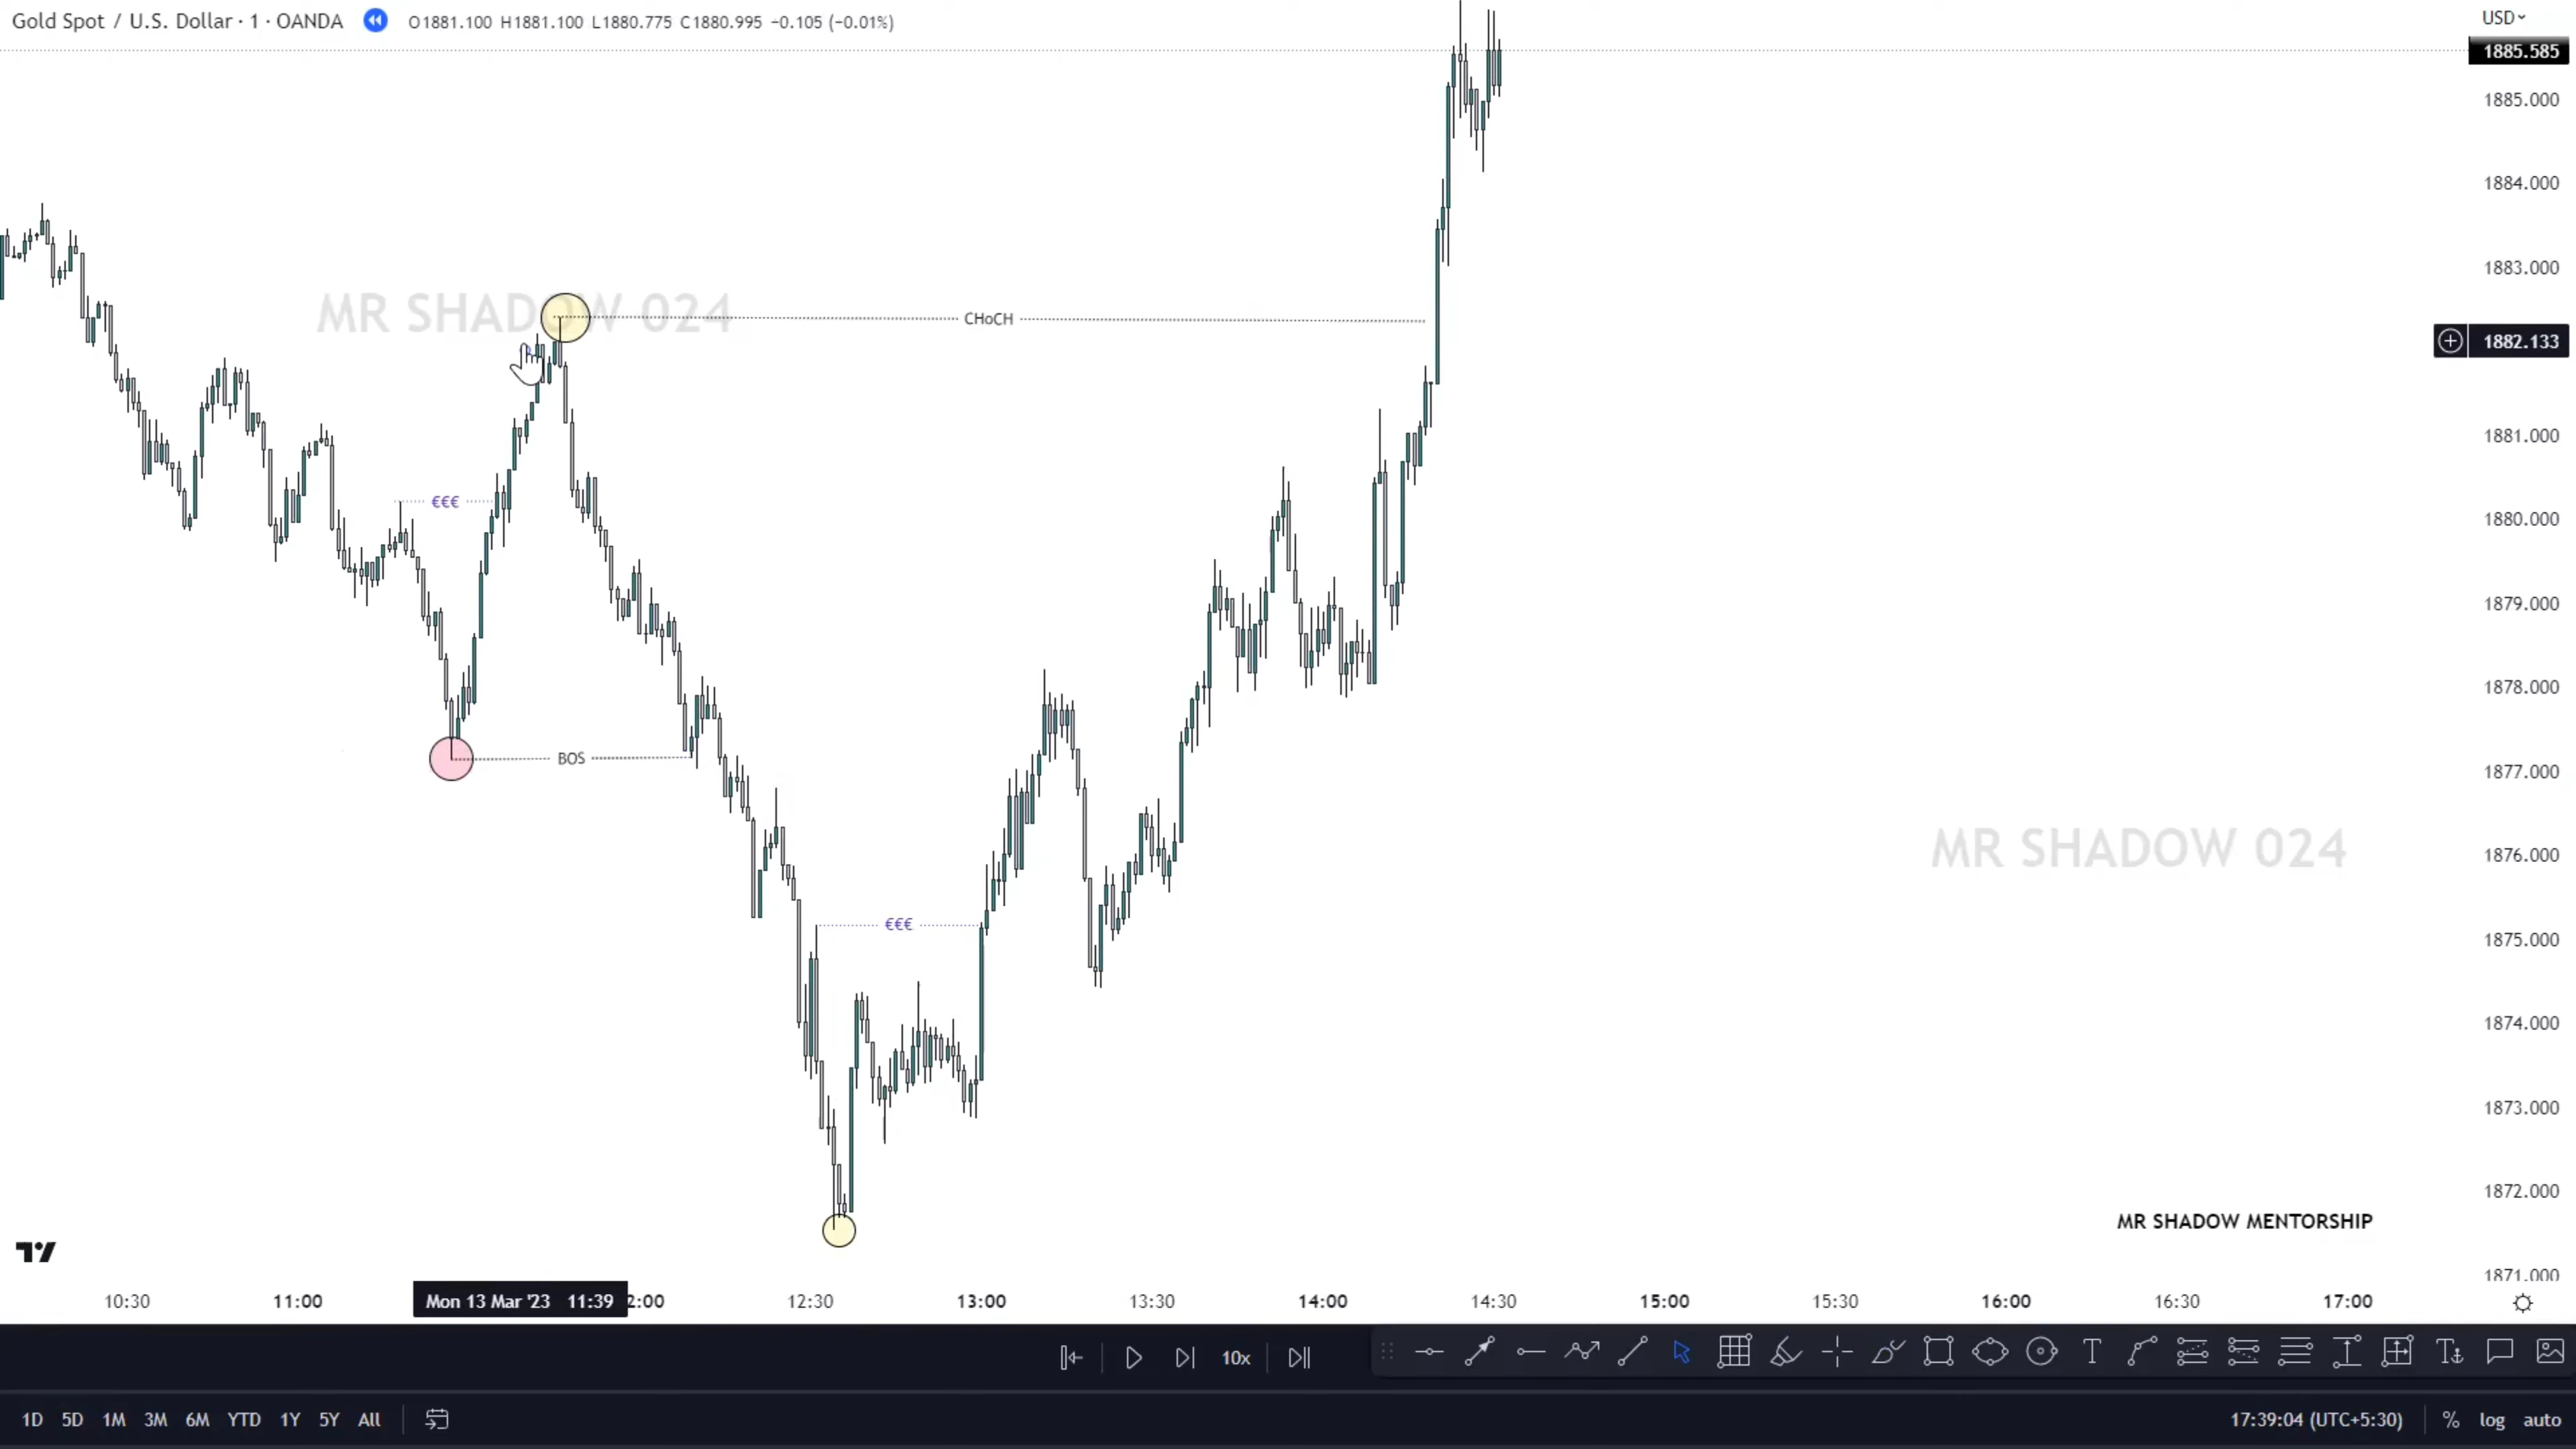 Gold Spot / U.S. Dollar · 1 · OANDA O1881.100 H1881.100 L1880.775 C1880.995 −0.105 (−0.01%)
USD
1885.585
1885.000
1884.000
1883.000
MR SHADOW 024
CHoCH
1882.133
1881.000
€€€
1880.000
1879.000
1878.000
BOS
1877.000
MR SHADOW 024
1876.000
€€€
1875.000
1874.000
1873.000
1872.000
MR SHADOW MENTORSHIP
1871.000
10:30 11:00 Mon 13 Mar '23 11:39 2:00 12:30 13:00 13:30 14:00 14:30 15:00 15:30 16:00 16:30 17:00
10x
1D 5D 1M 3M 6M YTD 1Y 5Y All 17:39:04 (UTC+5:30) % log auto